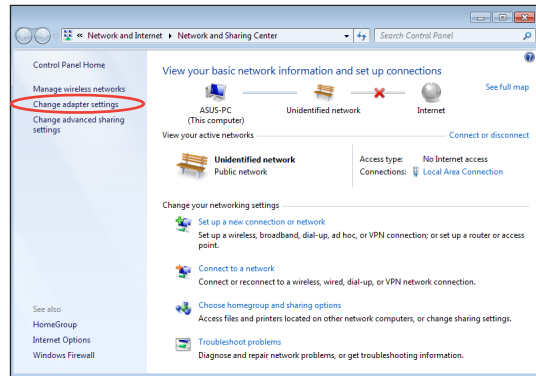 « Network and Internet ▸ Network and Sharing Center
Search Control Panel
Control Panel Home
Manage wireless networks
Change adapter settings
Change advanced sharing
settings
See also
HomeGroup
Internet Options
Windows Firewall
View your basic network information and set up connections
See full map
ASUS-PC
(This computer)
Unidentified network
Internet
View your active networks
Connect or disconnect
Unidentified network
Public network
Access type: No Internet access
Connections: Local Area Connection
Change your networking settings
Set up a new connection or network
Set up a wireless, broadband, dial-up, ad hoc, or VPN connection; or set up a router or access
point.
Connect to a network
Connect or reconnect to a wireless, wired, dial-up, or VPN network connection.
Choose homegroup and sharing options
Access files and printers located on other network computers, or change sharing settings.
Troubleshoot problems
Diagnose and repair network problems, or get troubleshooting information.